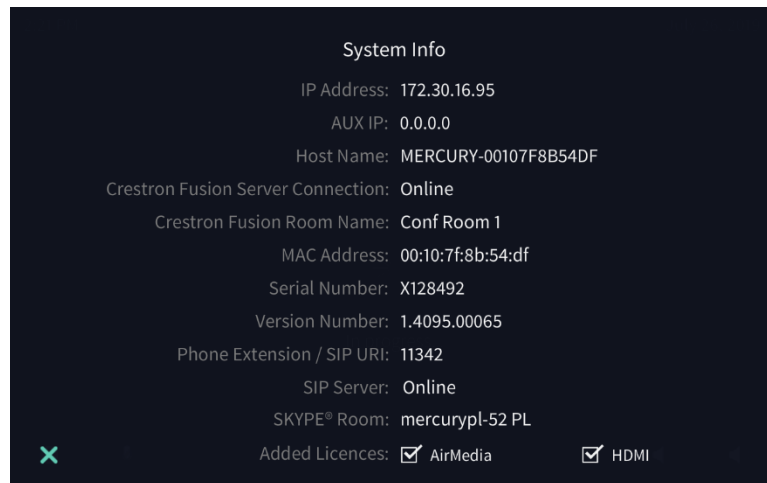 System Info
IP Address: 172.30.16.95
AUX IP: 0.0.0.0
Host Name: MERCURY-00107F8B54DF
Crestron Fusion Server Connection: Online
Crestron Fusion Room Name: Conf Room 1
MAC Address: 00:10:7f:8b:54:df
Serial Number: X128492
Version Number: 1.4095.00065
Phone Extension / SIP URI: 11342
SIP Server: Online
SKYPE® Room: mercurypl-52 PL
Added Licences: AirMedia HDMI